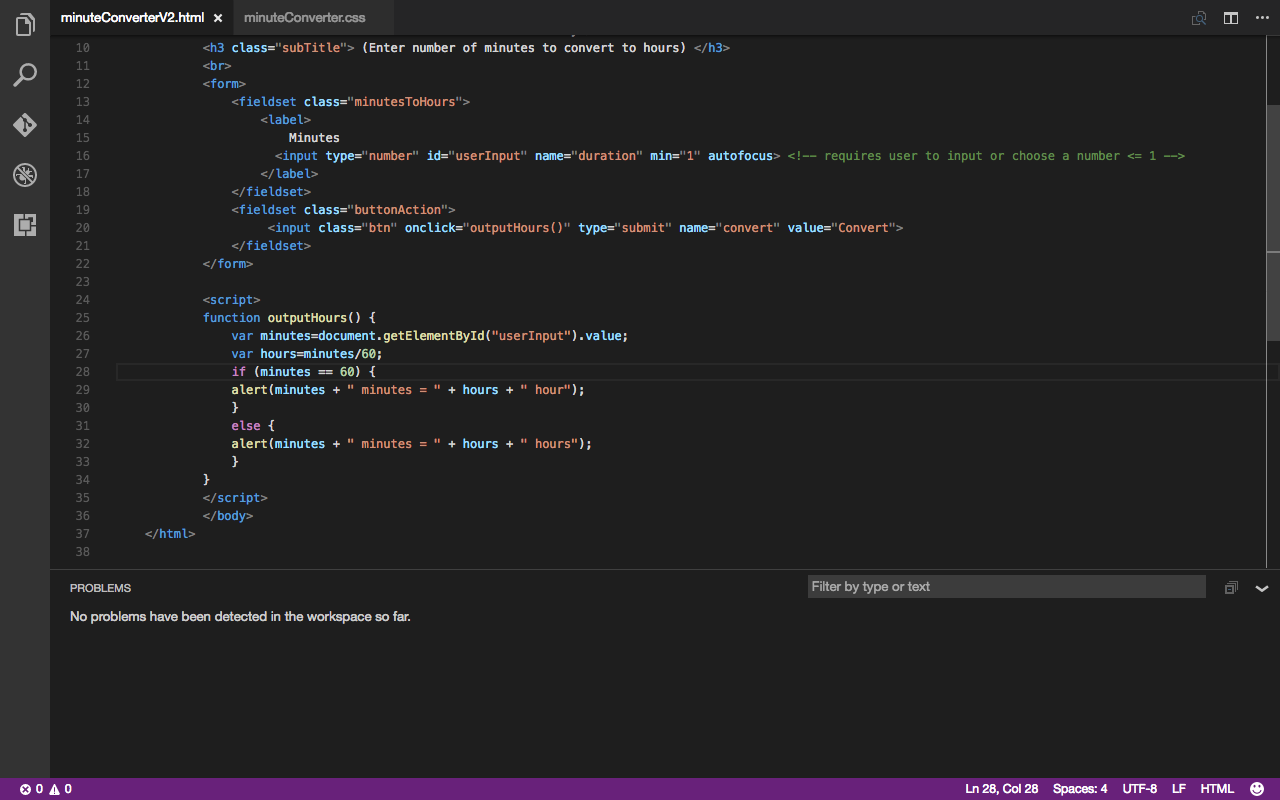 minuteConverterV2.html × minuteConverter.css
10 <h3 class="subTitle"> (Enter number of minutes to convert to hours) </h3>
11 <br>
12 <form>
13 <fieldset class="minutesToHours">
14 <label>
15 Minutes
16 <input type="number" id="userInput" name="duration" min="1" autofocus> <!-- requires user to input or choose a number <= 1 -->
17 </label>
18 </fieldset>
19 <fieldset class="buttonAction">
20 <input class="btn" onclick="outputHours()" type="submit" name="convert" value="Convert">
21 </fieldset>
22 </form>
23
24 <script>
25 function outputHours() {
26 var minutes=document.getElementById("userInput").value;
27 var hours=minutes/60;
28 if (minutes == 60) {
29 alert(minutes + " minutes = " + hours + " hour");
30 }
31 else {
32 alert(minutes + " minutes = " + hours + " hours");
33 }
34 }
35 </script>
36 </body>
37 </html>
38
PROBLEMS Filter by type or text
No problems have been detected in the workspace so far.
0 0 Ln 28, Col 28 Spaces: 4 UTF-8 LF HTML